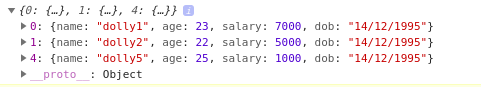 ▼{0: {…}, 1: {…}, 4: {…}} i
▶0: {name: "dolly1", age: 23, salary: 7000, dob: "14/12/1995"}
▶1: {name: "dolly2", age: 22, salary: 5000, dob: "14/12/1995"}
▶4: {name: "dolly5", age: 25, salary: 1000, dob: "14/12/1995"}
▶__proto__: Object